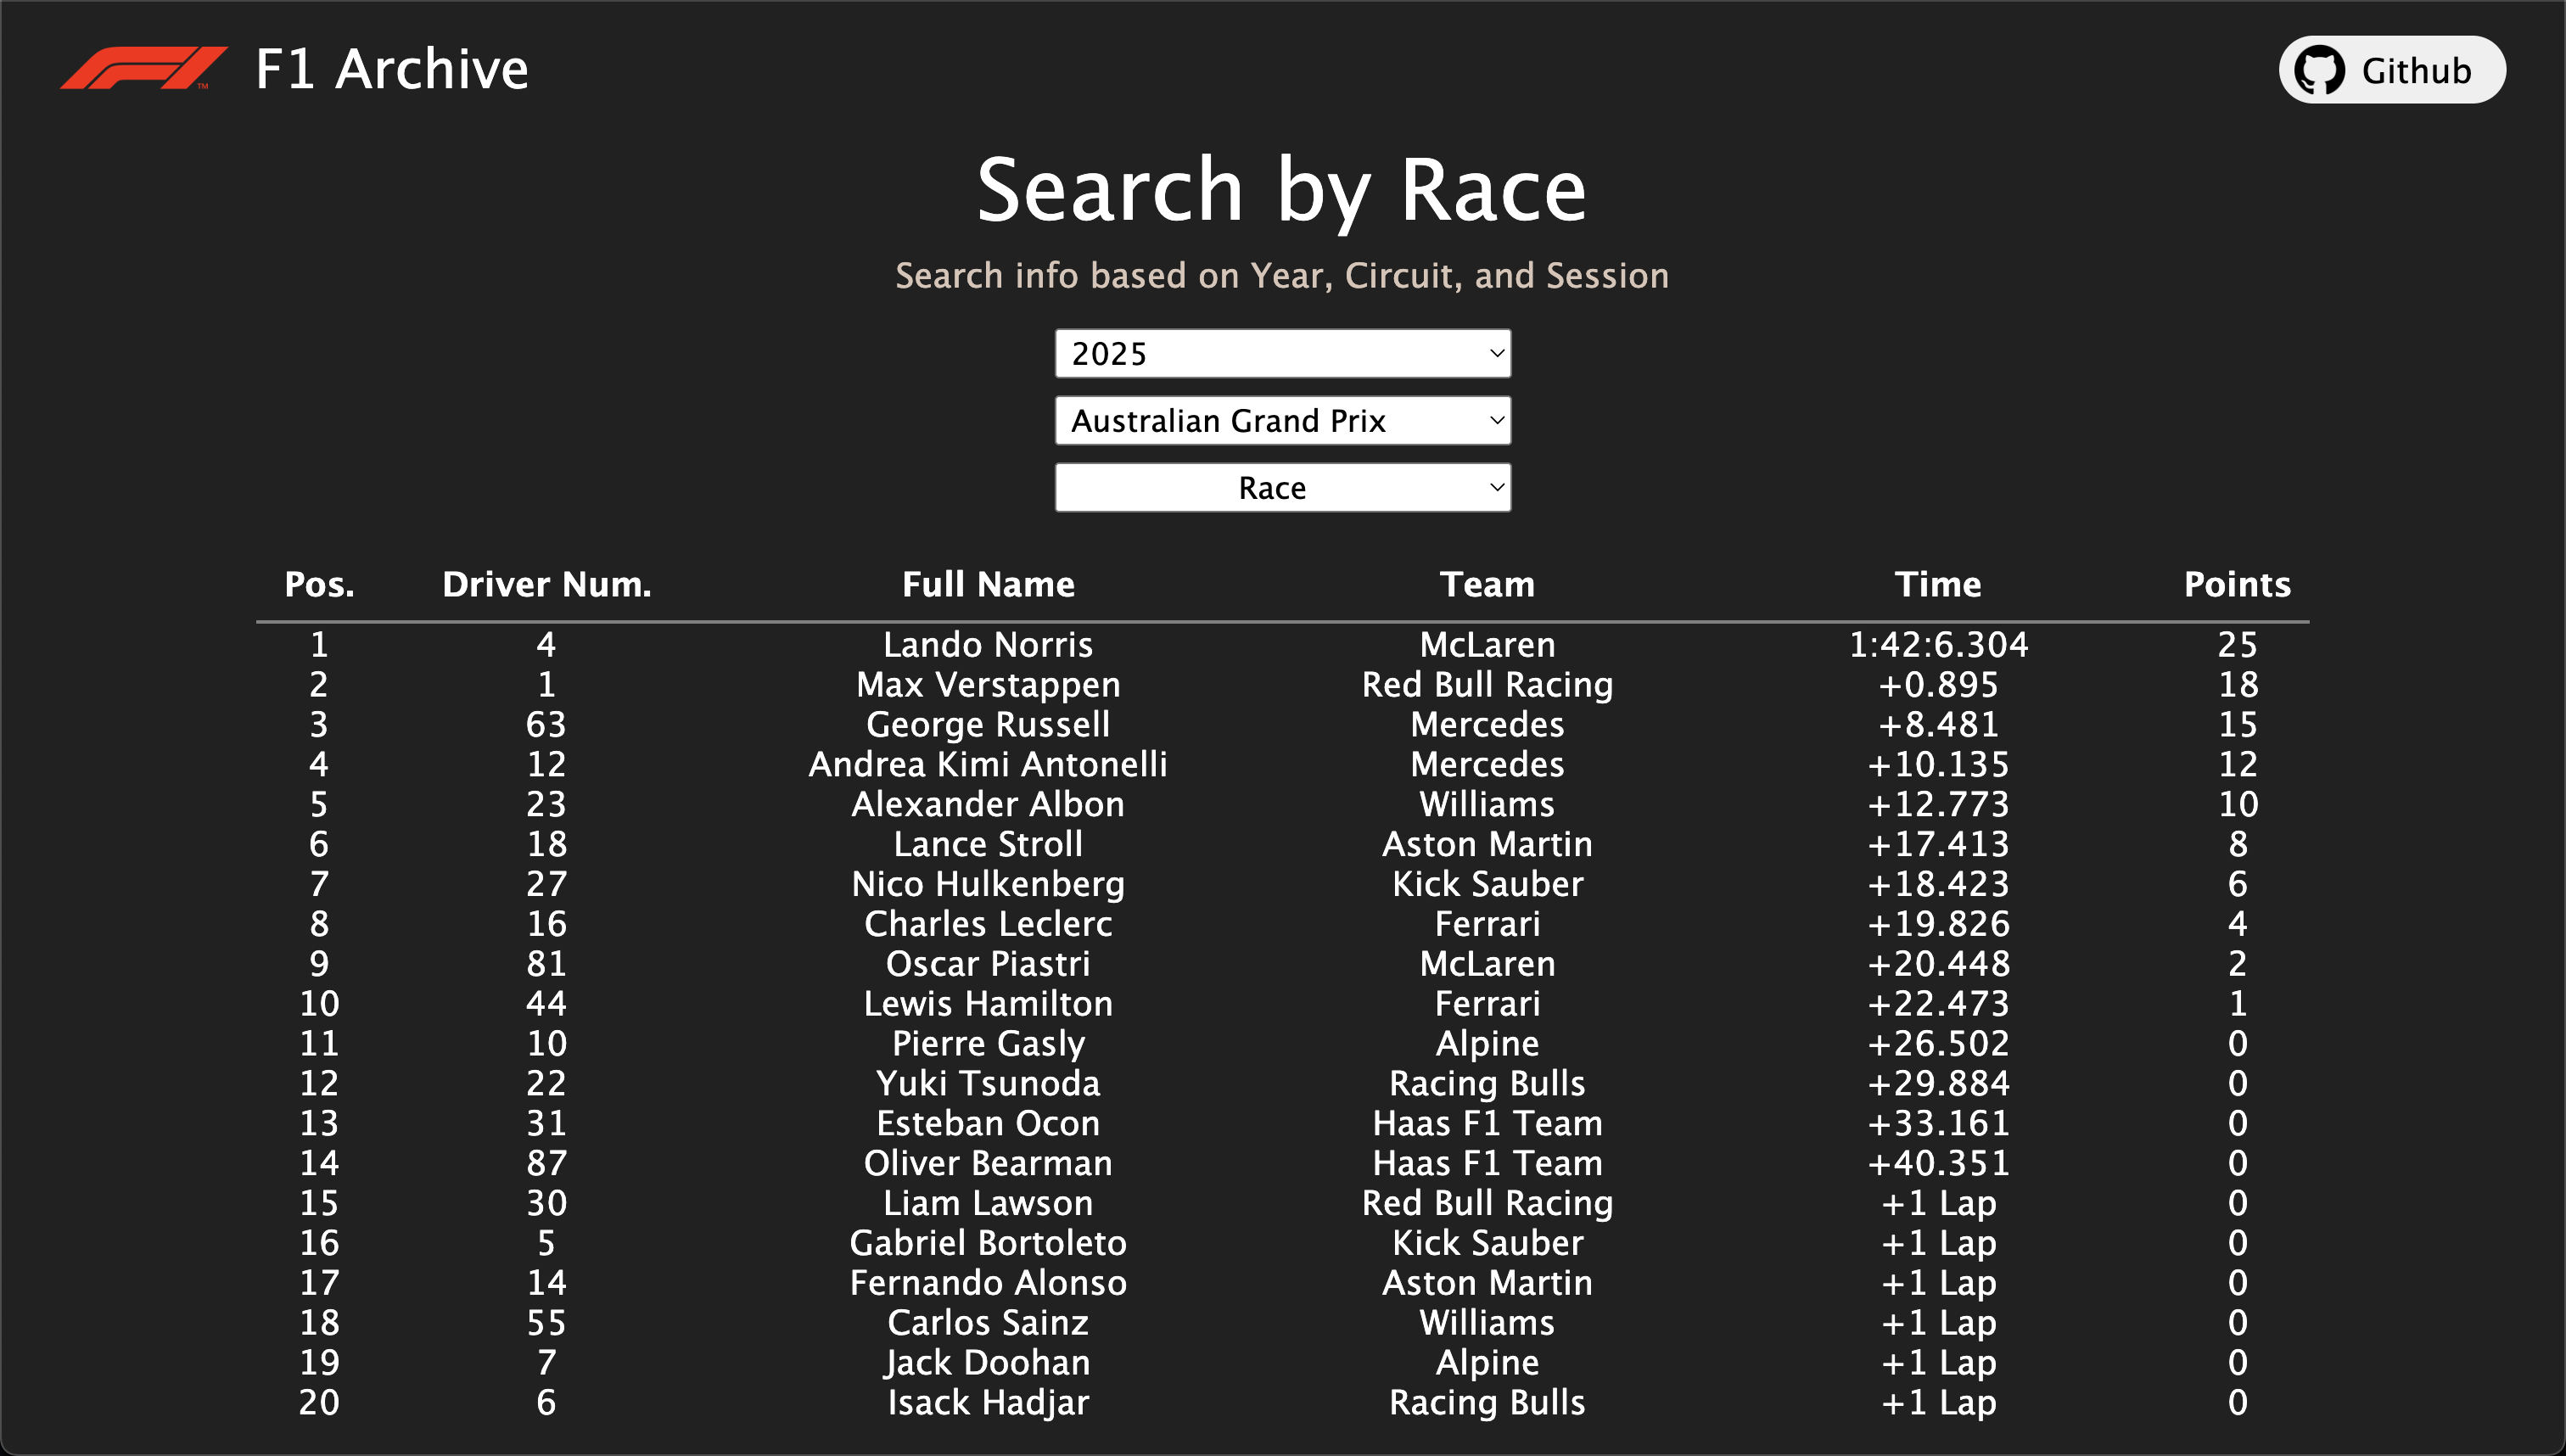 F1 ™ F1 Archive Github
Search by Race
Search info based on Year, Circuit, and Session
2025
Australian Grand Prix
Race
Pos. Driver Num. Full Name Team Time Points
1 4 Lando Norris McLaren 1:42:6.304 25
2 1 Max Verstappen Red Bull Racing +0.895 18
3 63 George Russell Mercedes +8.481 15
4 12 Andrea Kimi Antonelli Mercedes +10.135 12
5 23 Alexander Albon Williams +12.773 10
6 18 Lance Stroll Aston Martin +17.413 8
7 27 Nico Hulkenberg Kick Sauber +18.423 6
8 16 Charles Leclerc Ferrari +19.826 4
9 81 Oscar Piastri McLaren +20.448 2
10 44 Lewis Hamilton Ferrari +22.473 1
11 10 Pierre Gasly Alpine +26.502 0
12 22 Yuki Tsunoda Racing Bulls +29.884 0
13 31 Esteban Ocon Haas F1 Team +33.161 0
14 87 Oliver Bearman Haas F1 Team +40.351 0
15 30 Liam Lawson Red Bull Racing +1 Lap 0
16 5 Gabriel Bortoleto Kick Sauber +1 Lap 0
17 14 Fernando Alonso Aston Martin +1 Lap 0
18 55 Carlos Sainz Williams +1 Lap 0
19 7 Jack Doohan Alpine +1 Lap 0
20 6 Isack Hadjar Racing Bulls +1 Lap 0